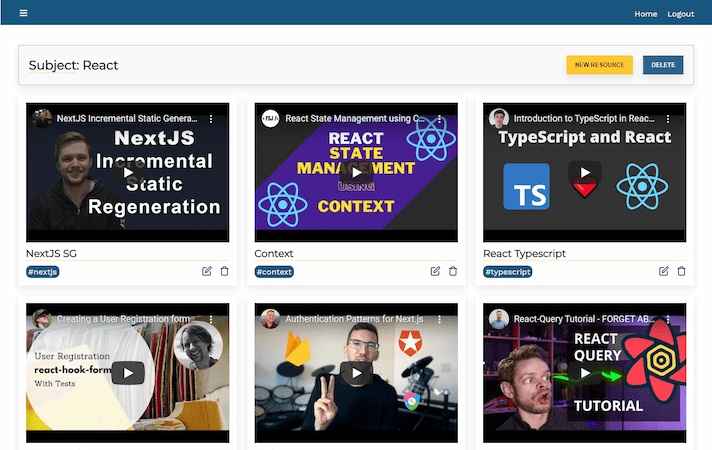 Home Logout
Subject: React
NEW RESOURCE DELETE
NextJS Incremental Static Genera...
NextJS
Incremental
Static
Regeneration
NextJS SG
#nextjs
React State Management using C...
REACT
STATE
MANAGEMENT
USING
CONTEXT
Context
#context
Introduction to TypeScript in Reac...
TypeScript and React
TS
React Typescript
#typescript
Creating a User Registration form ...
User Registration
react-hook-form
With Tests
Authentication Patterns for Next.js
React-Query Tutorial - FORGET AB...
REACT
QUERY
TUTORIAL